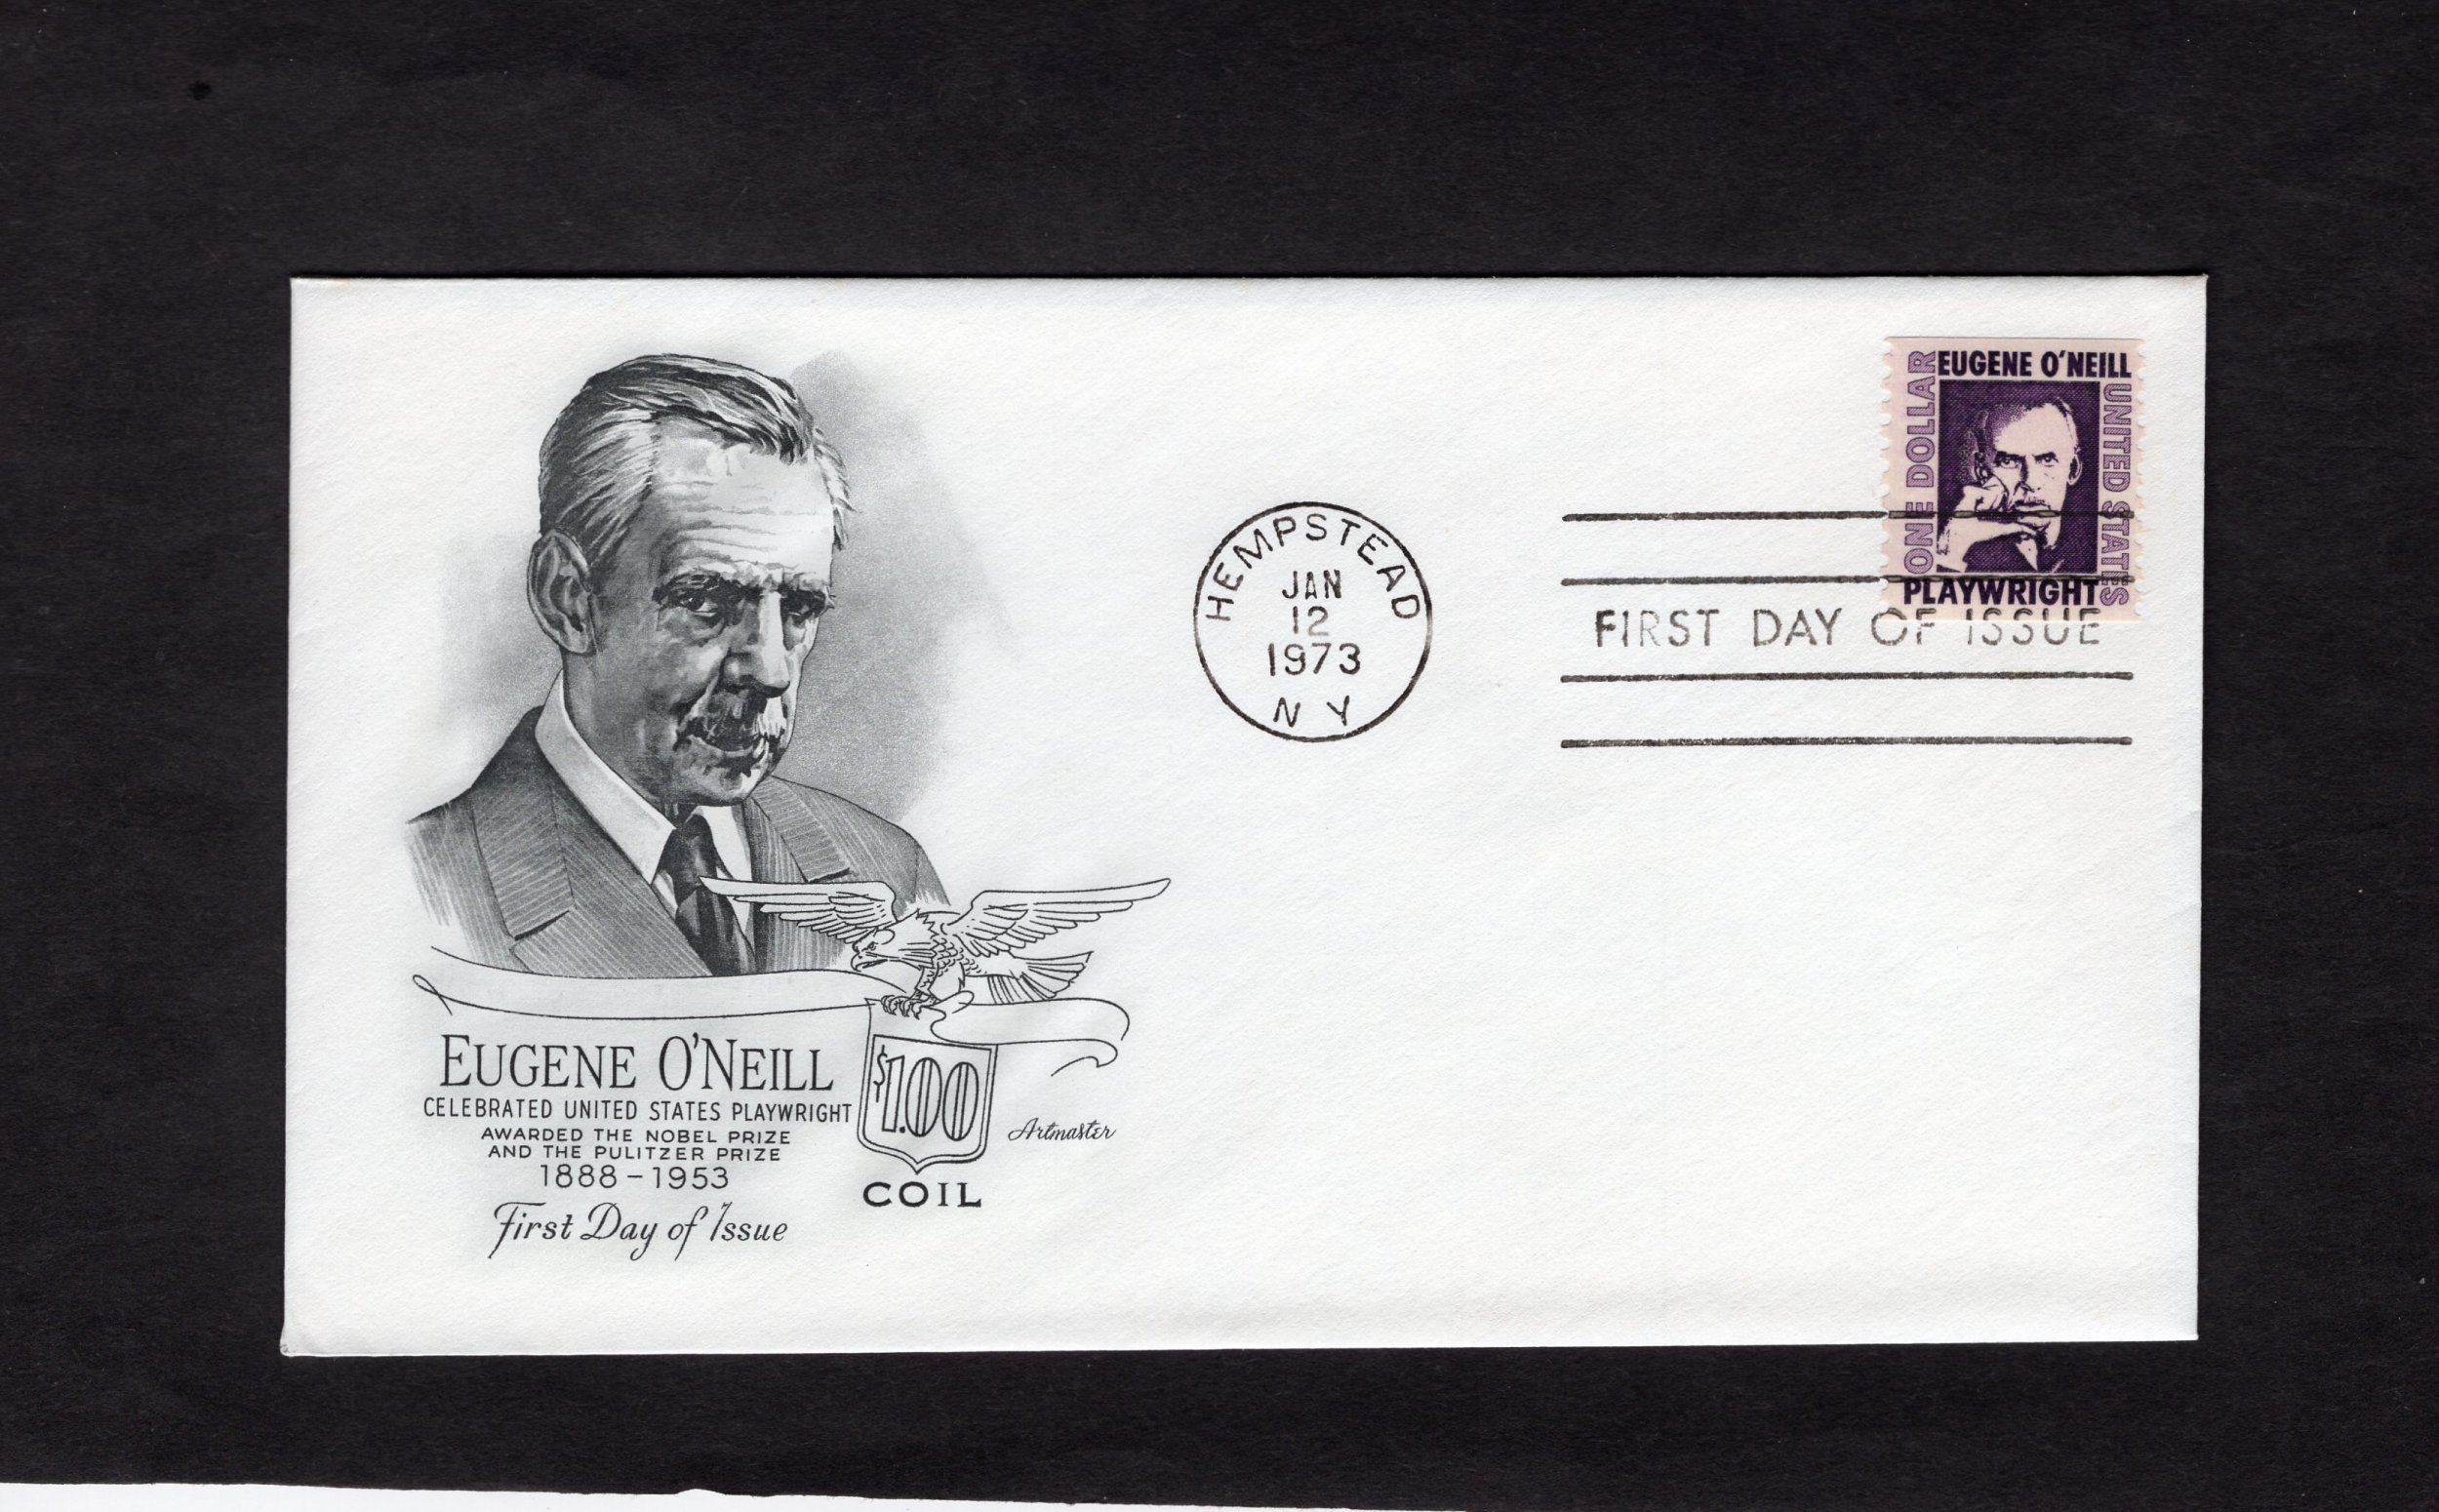 EUGENE O'NEILL
CELEBRATED UNITED STATES PLAYWRIGHT
AWARDED THE NOBEL PRIZE
AND THE PULITZER PRIZE
1888-1953
First Day of Issue
$1.00
COIL
Artmaster
HEMPSTEAD
JAN
12
1973
N Y
EUGENE O'NEILL
ONE DOLLAR
UNITED STATES
PLAYWRIGHT
FIRST DAY OF ISSUE